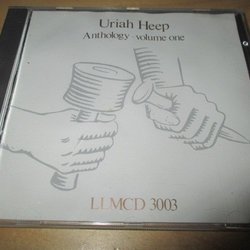 Uriah Heep
Anthology - volume one
LLMCD 3003